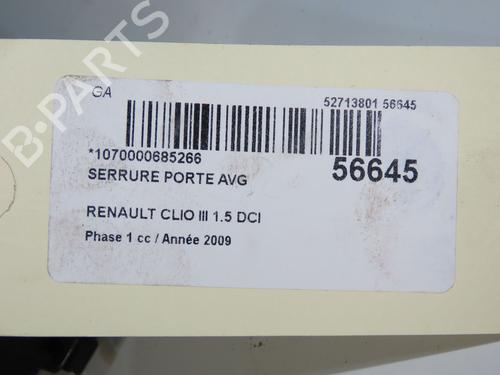 B-PARTS
GA
52713801 56645
*1070000685266
56645
SERRURE PORTE AVG
RENAULT CLIO III 1.5 DCI
Phase 1 cc / Année 2009